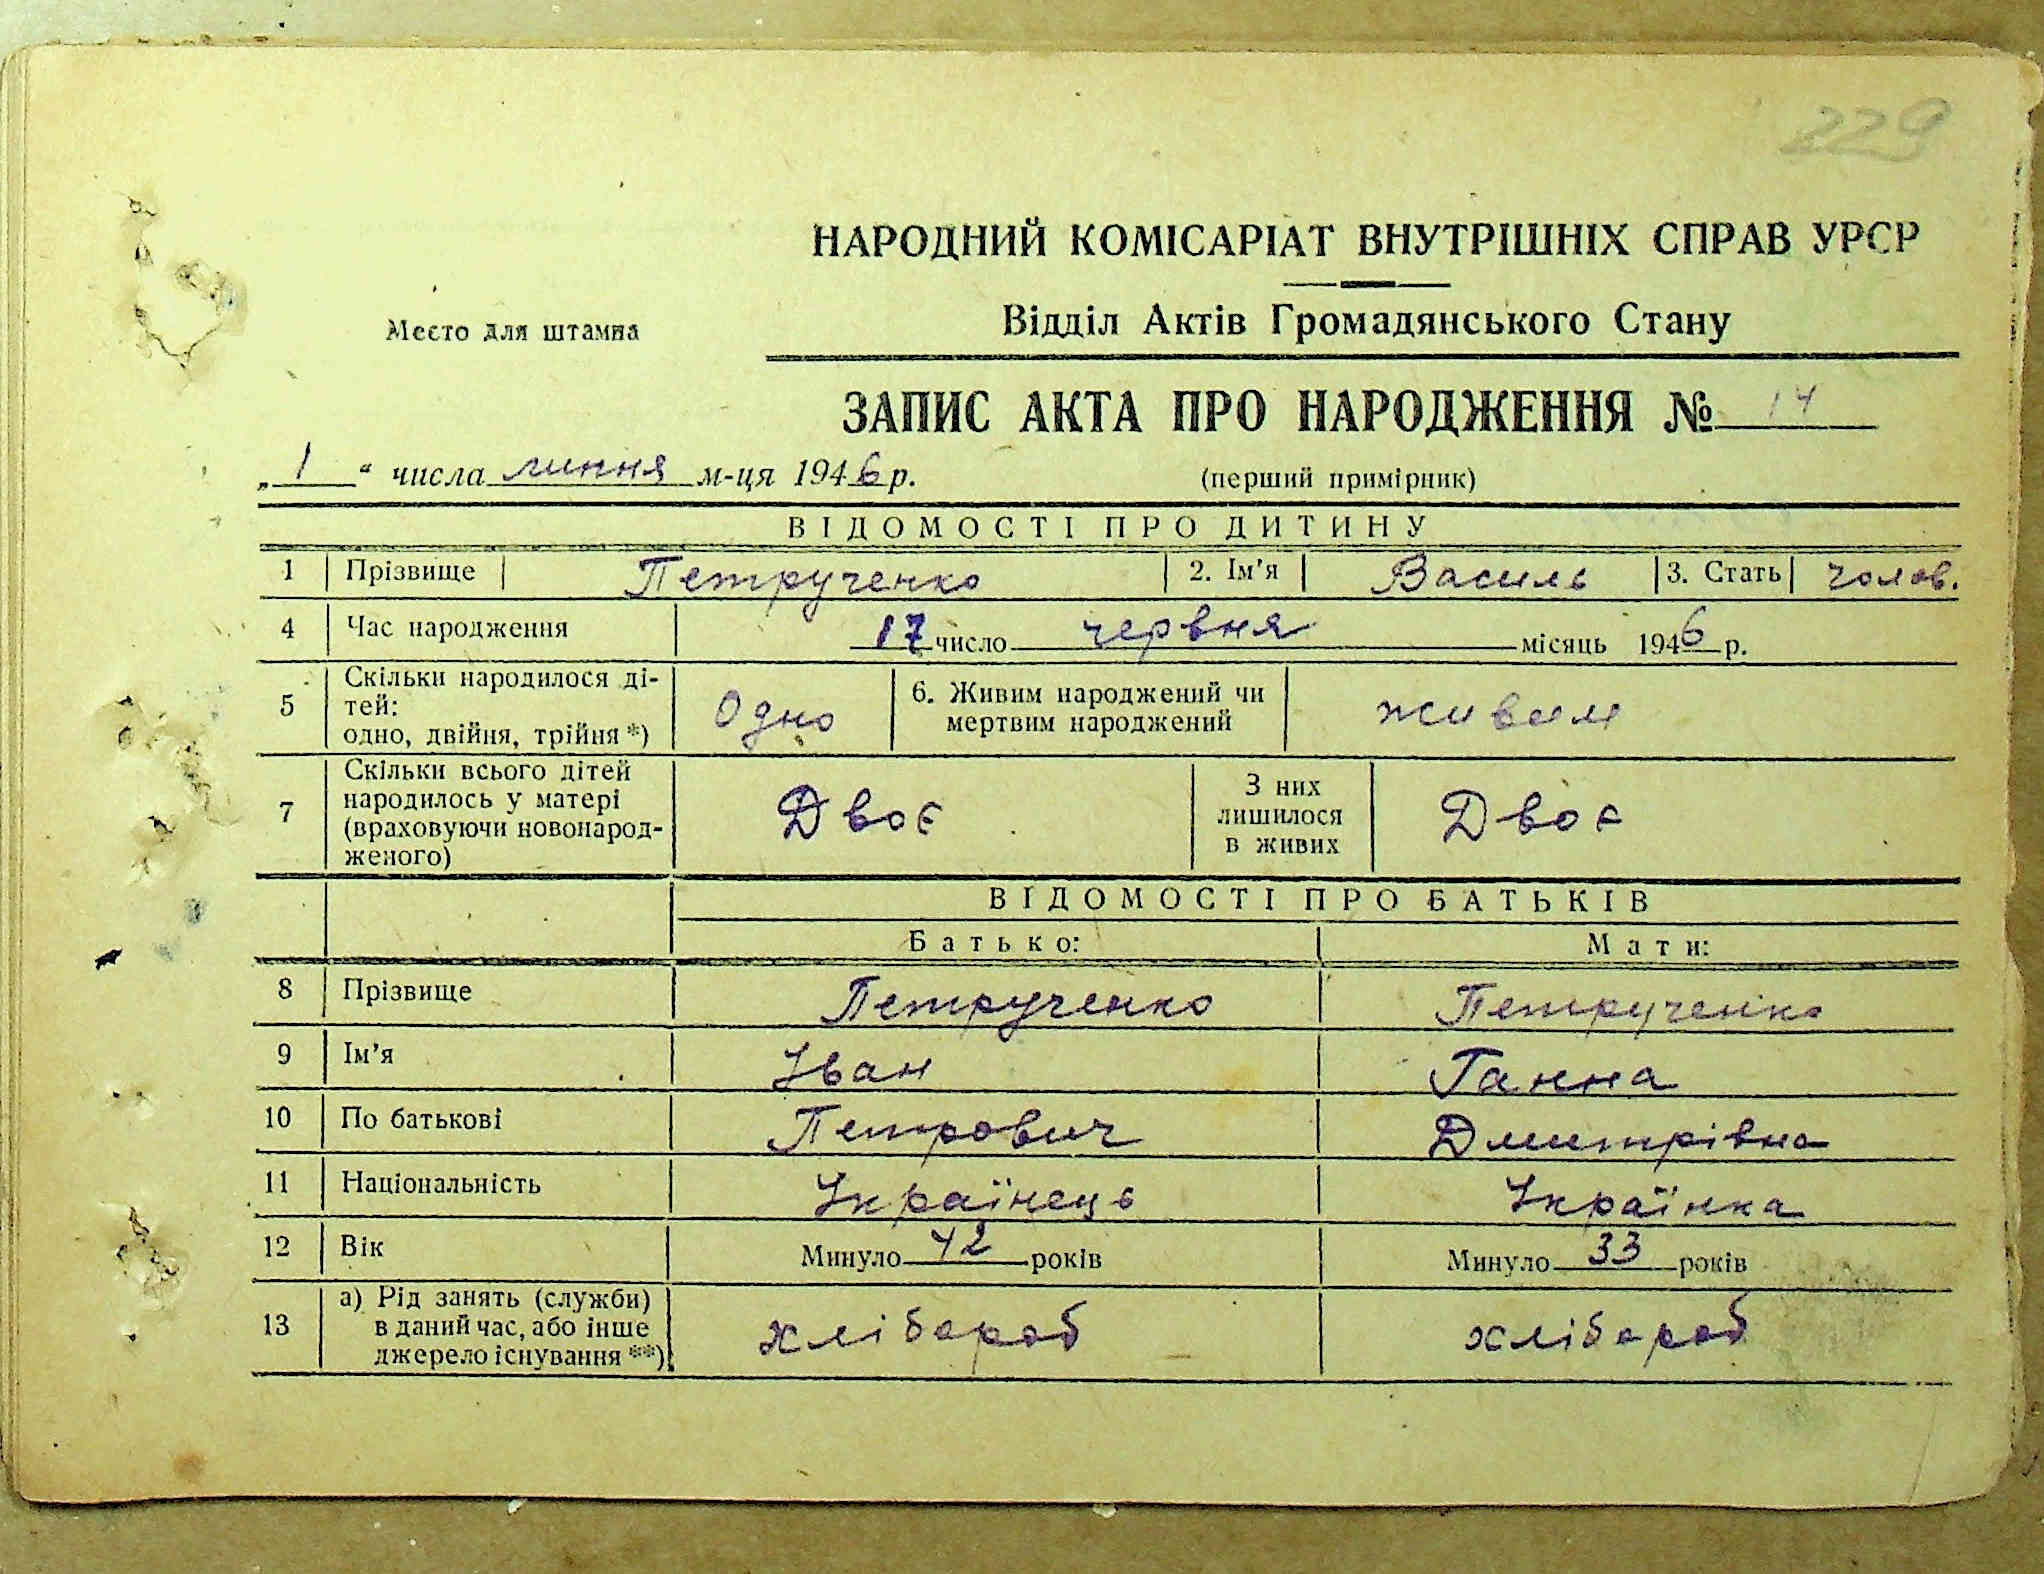 229
НАРОДНИЙ КОМІСАРІАТ ВНУТРІШНІХ СПРАВ УРСР
Место для штампа
Відділ Актів Громадянського Стану
ЗАПИС АКТА ПРО НАРОДЖЕННЯ № 14
„ 1 “ числа липня м-ця 1946 р. (перший примірник)
ВІДОМОСТІ ПРО ДИТИНУ
1 Прізвище Петрученко 2. Ім'я Василь 3. Стать чолов.
4 Час народження 17 число червня місяць 1946 р.
5 Скільки народилося ді-
тей:
одно, двійня, трійня *) Одно 6. Живим народжений чи
мертвим народжений живим
7 Скільки всього дітей
народилось у матері
(враховуючи новонарод-
женого) Двоє З них
лишилося
в живих Двоє
ВІДОМОСТІ ПРО БАТЬКІВ
Батько: Мати:
8 Прізвище Петрученко Петрученко
9 Ім'я Іван Ганна
10 По батькові Петрович Дмитрівна
11 Національність Українець Українка
12 Вік Минуло 42 років Минуло 33 років
13 а) Рід занять (служби)
в даний час, або інше
джерело існування **) хлібороб хлібороб